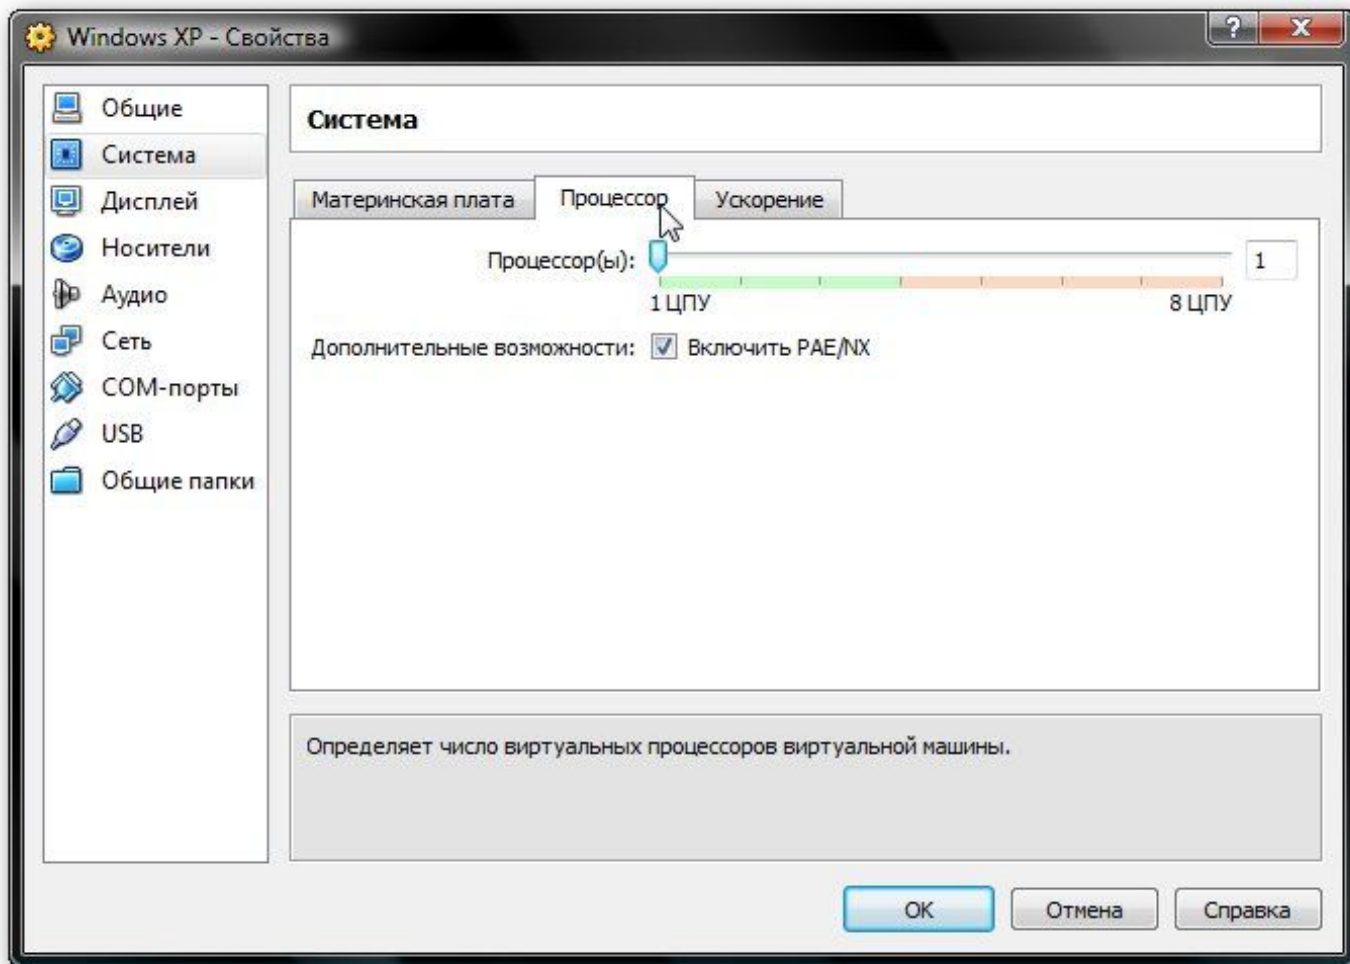 Windows XP - Свойства
Общие
Система
Дисплей
Носители
Аудио
Сеть
COM-порты
USB
Общие папки
Система
Материнская плата Процессор Ускорение
Процессор(ы): 1
1 ЦПУ 8 ЦПУ
Дополнительные возможности: Включить PAE/NX
Определяет число виртуальных процессоров виртуальной машины.
OK Отмена Справка